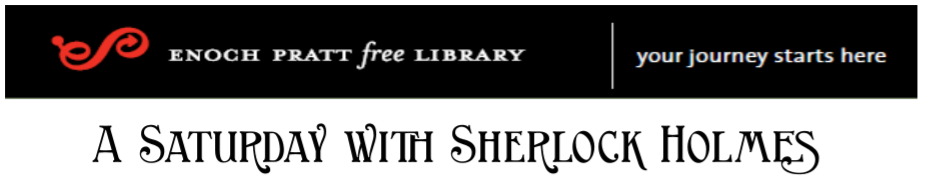 ENOCH PRATT free LIBRARY
your journey starts here
A SATURDAY WITH SHERLOCK HOLMES